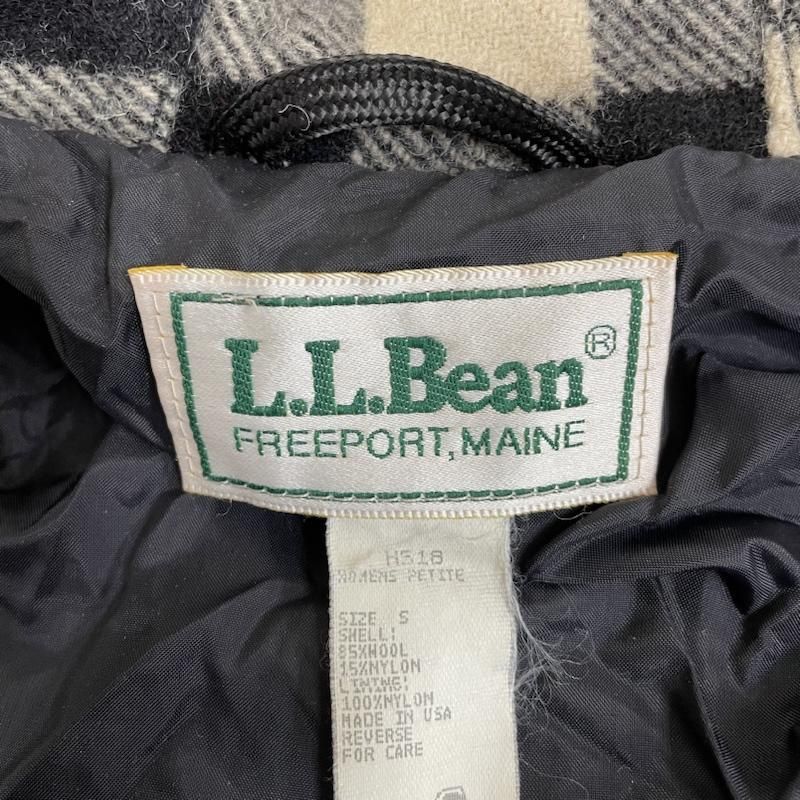 L.L.Bean®
FREEPORT, MAINE
H518
WOMENS PETITE
SIZE S
SHELL:
85%WOOL
15%NYLON
LINING:
100%NYLON
MADE IN USA
REVERSE
FOR CARE